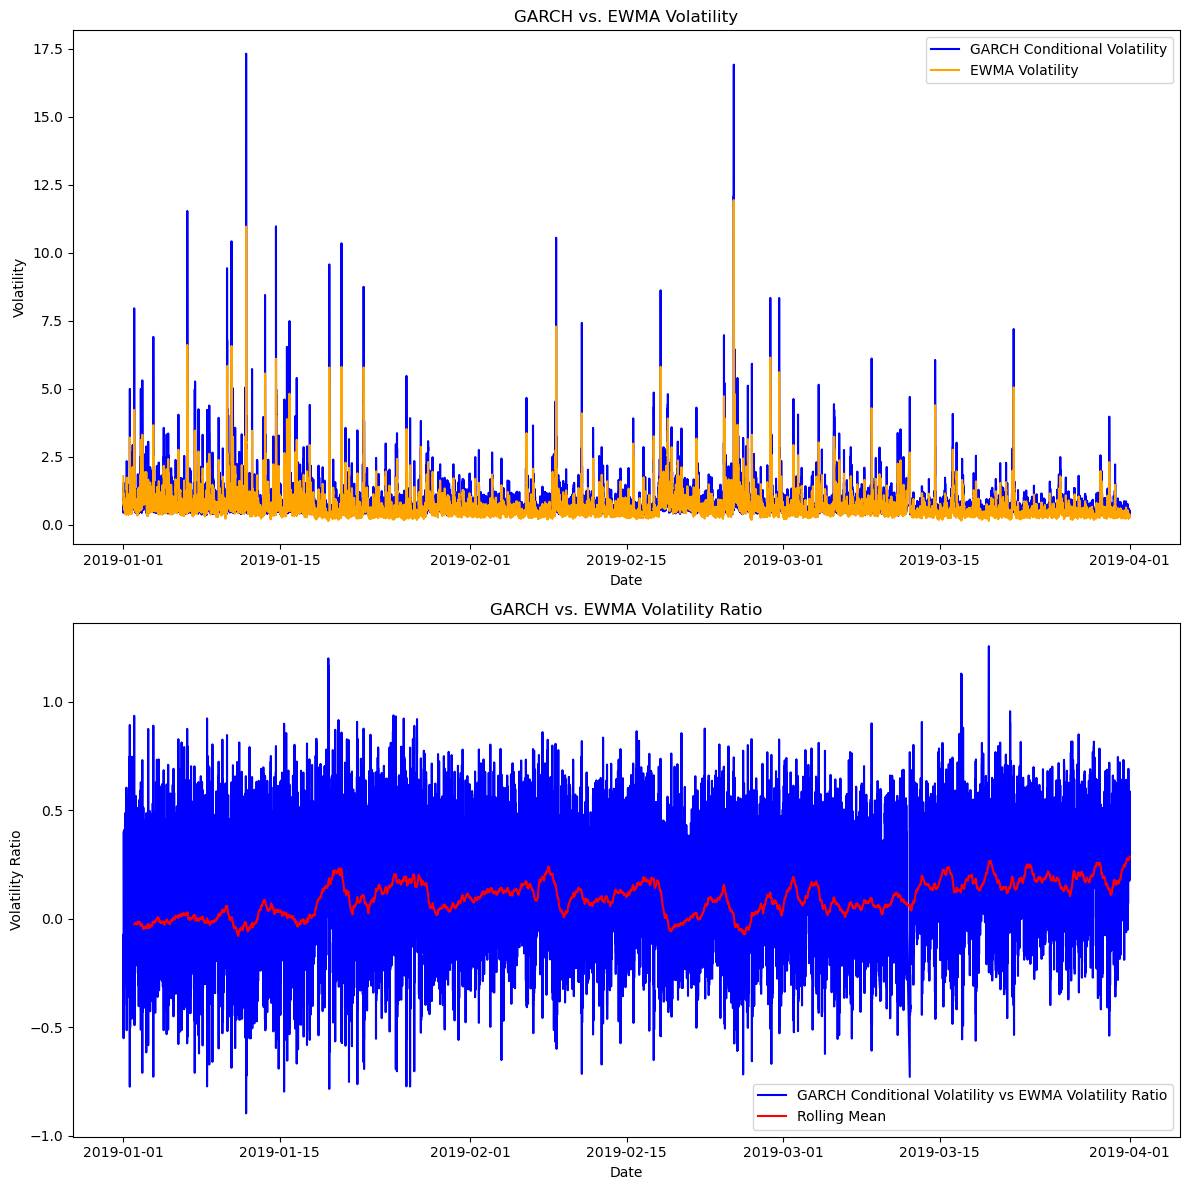 GARCH vs. EWMA Volatility
GARCH Conditional Volatility
EWMA Volatility
Volatility
17.5
15.0
12.5
10.0
7.5
5.0
2.5
0.0
2019-01-01 2019-01-15 2019-02-01 2019-02-15 2019-03-01 2019-03-15 2019-04-01
Date
GARCH vs. EWMA Volatility Ratio
Volatility Ratio
1.0
0.5
0.0
−0.5
−1.0
GARCH Conditional Volatility vs EWMA Volatility Ratio
Rolling Mean
2019-01-01 2019-01-15 2019-02-01 2019-02-15 2019-03-01 2019-03-15 2019-04-01
Date